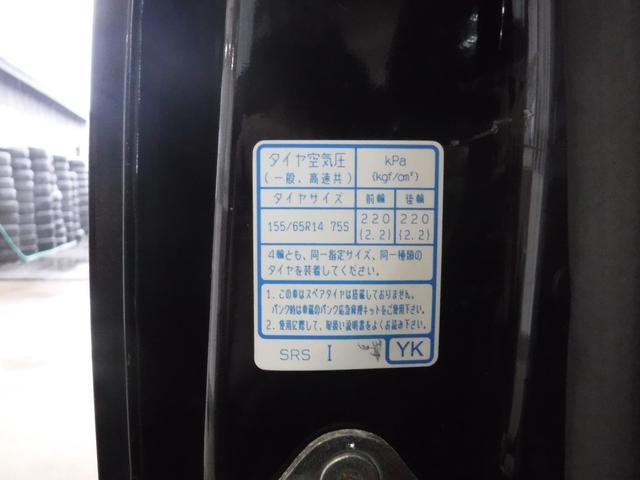 タイヤ空気圧 kPa
(一般、高速共) (kgf/cm²)
タイヤサイズ 前輪 後輪
155/65R14 75S 220 220
(2.2) (2.2)
4輪とも、同一指定サイズ、同一種類の
タイヤを装着してください。
1. この車はスペアタイヤは搭載しておりません。
パンク時は車載のパンク応急修理キットをご使用下さい。
2. 使用に際して、取扱い説明書をよくお読み下さい。
SRS I YK